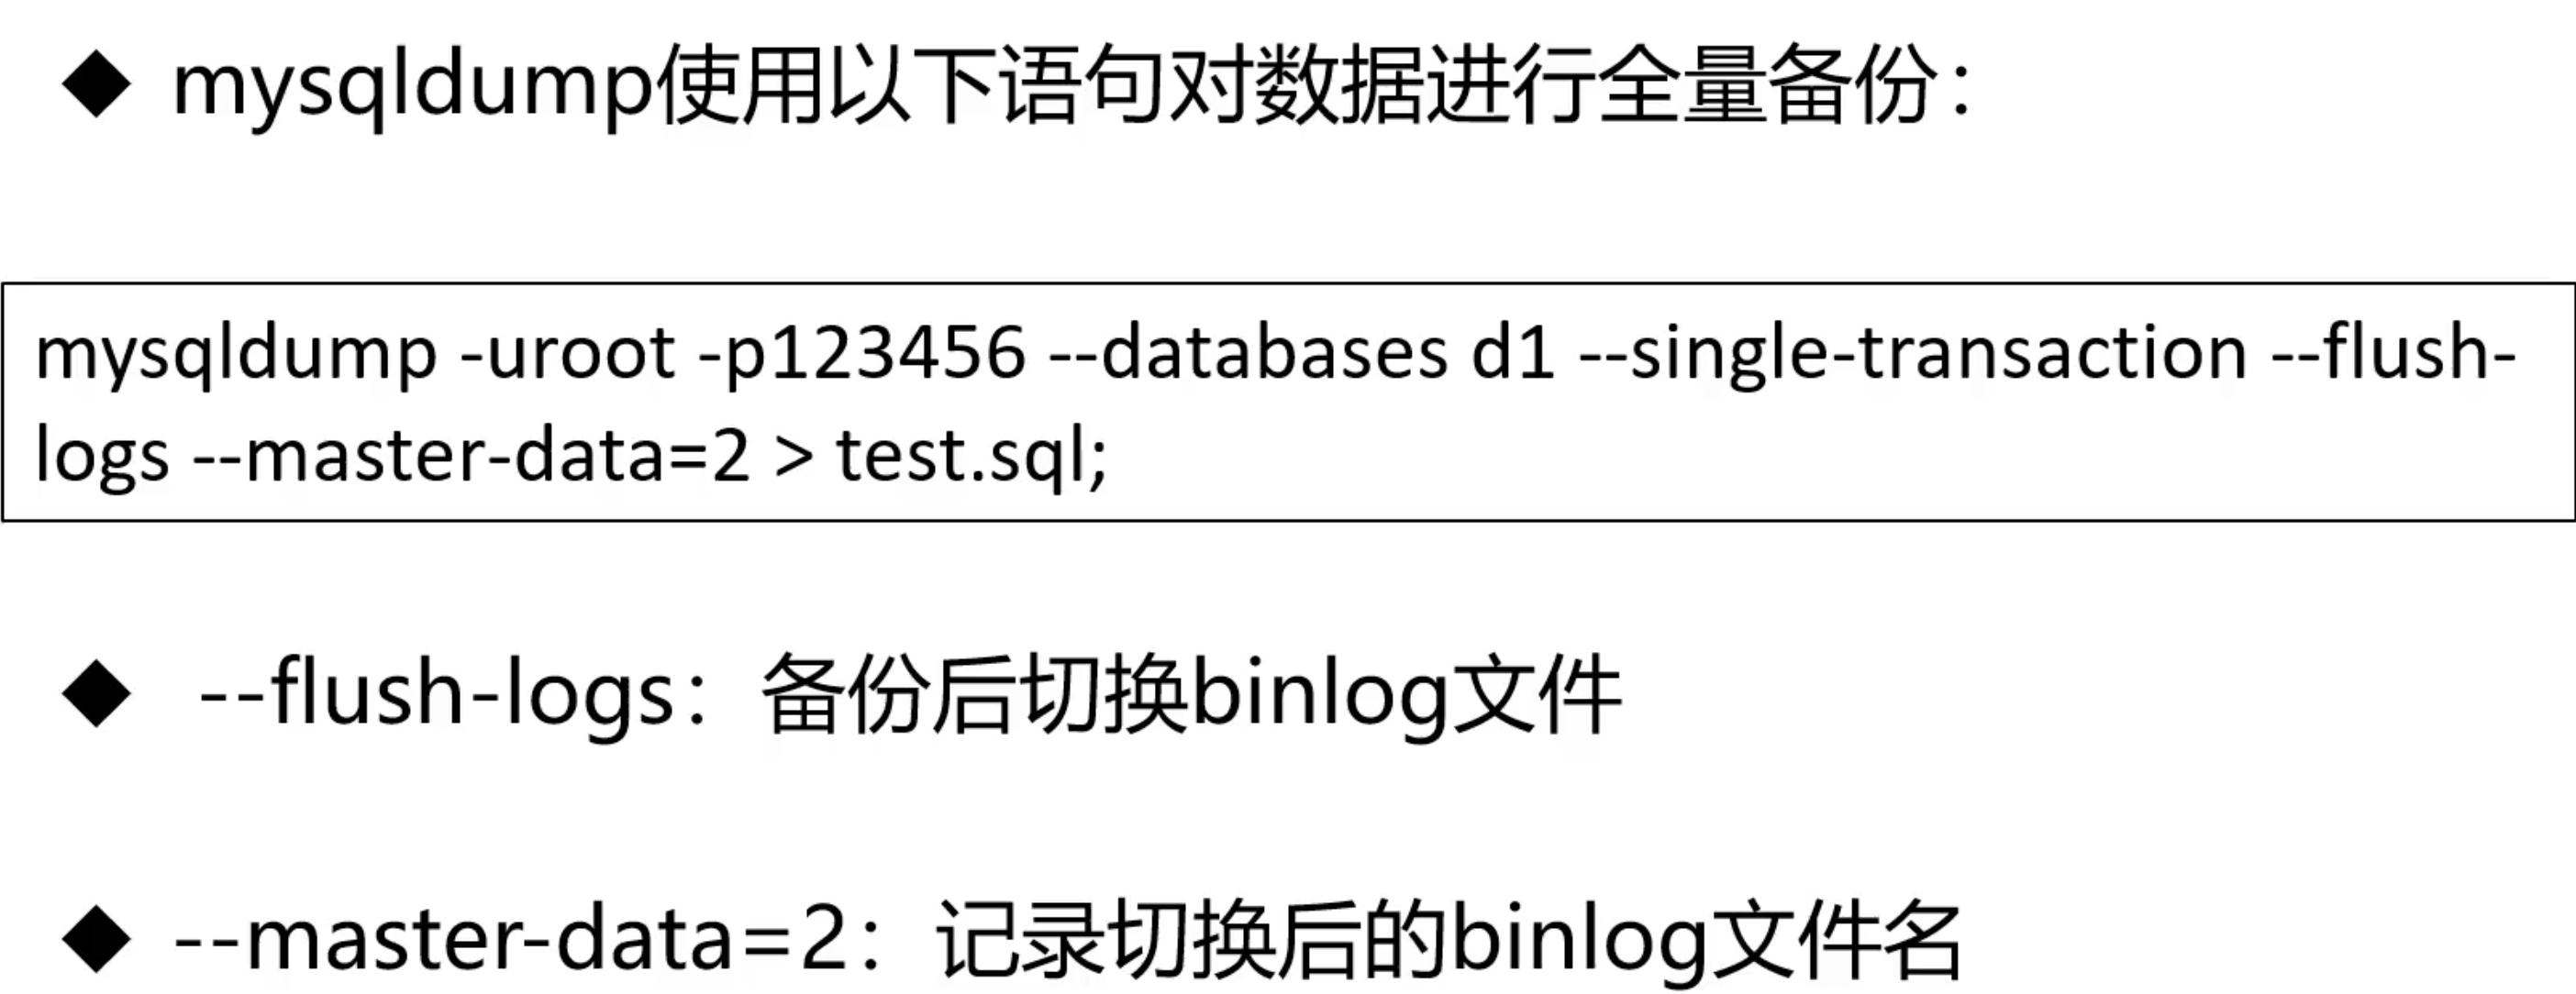 ◆ mysqldump使用以下语句对数据进行全量备份：
mysqldump -uroot -p123456 --databases d1 --single-transaction --flush-
logs --master-data=2 > test.sql;
◆ --flush-logs：备份后切换binlog文件
◆ --master-data=2：记录切换后的binlog文件名